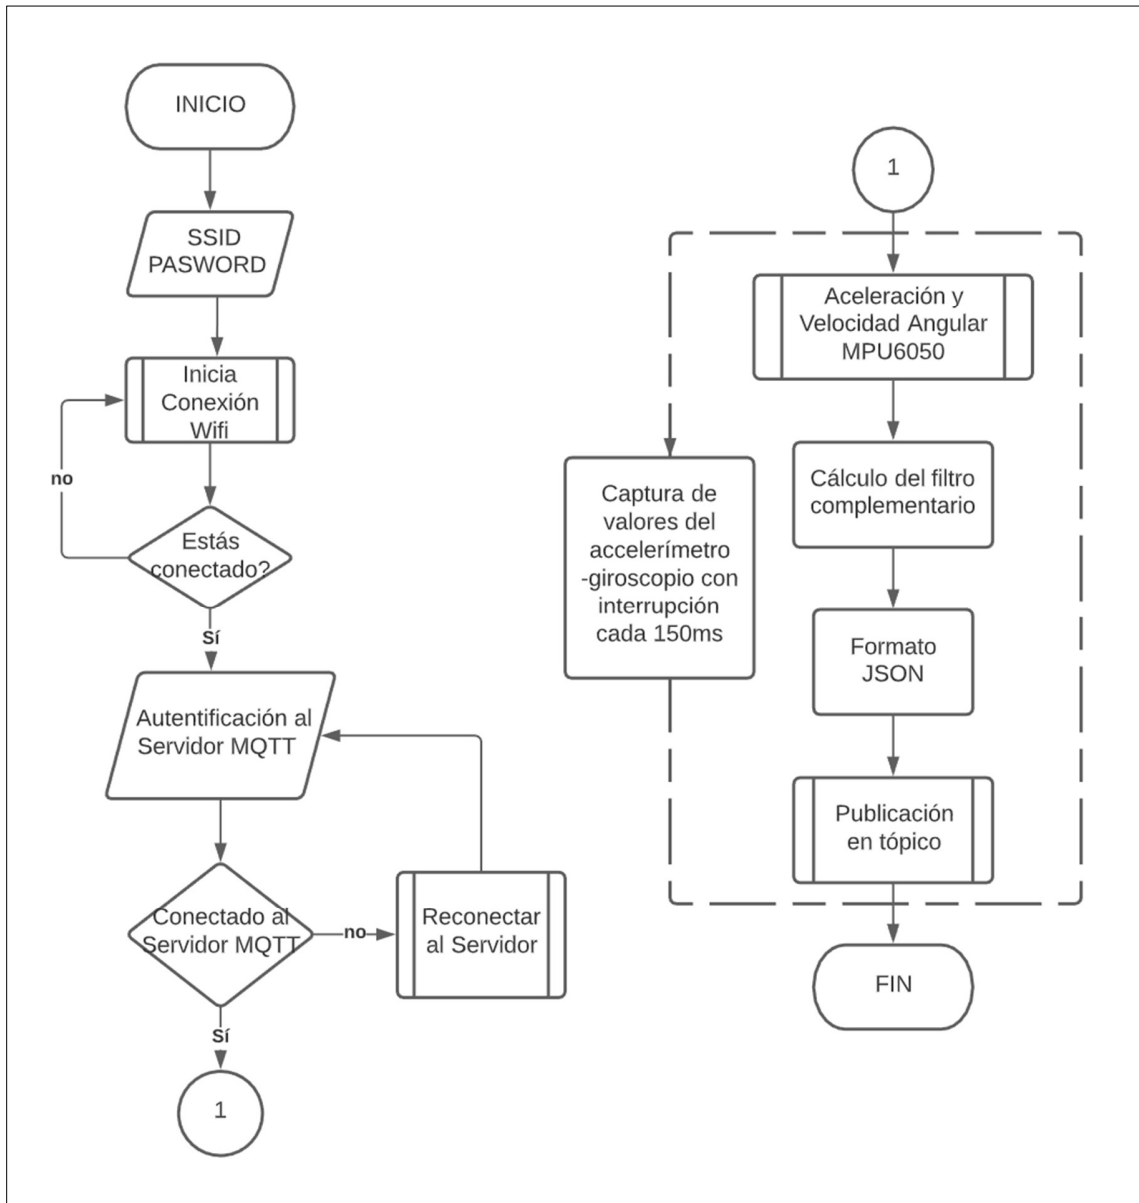 INICIO
SSID
PASWORD
Inicia
Conexión
Wifi
no
Estás
conectado?
Sí
Autentificación al
Servidor MQTT
Conectado al
Servidor MQTT
no
Reconectar
al Servidor
Sí
1
1
Aceleración y
Velocidad Angular
MPU6050
Captura de
valores del
accelerímetro
-giroscopio con
interrupción
cada 150ms
Cálculo del filtro
complementario
Formato
JSON
Publicación
en tópico
FIN